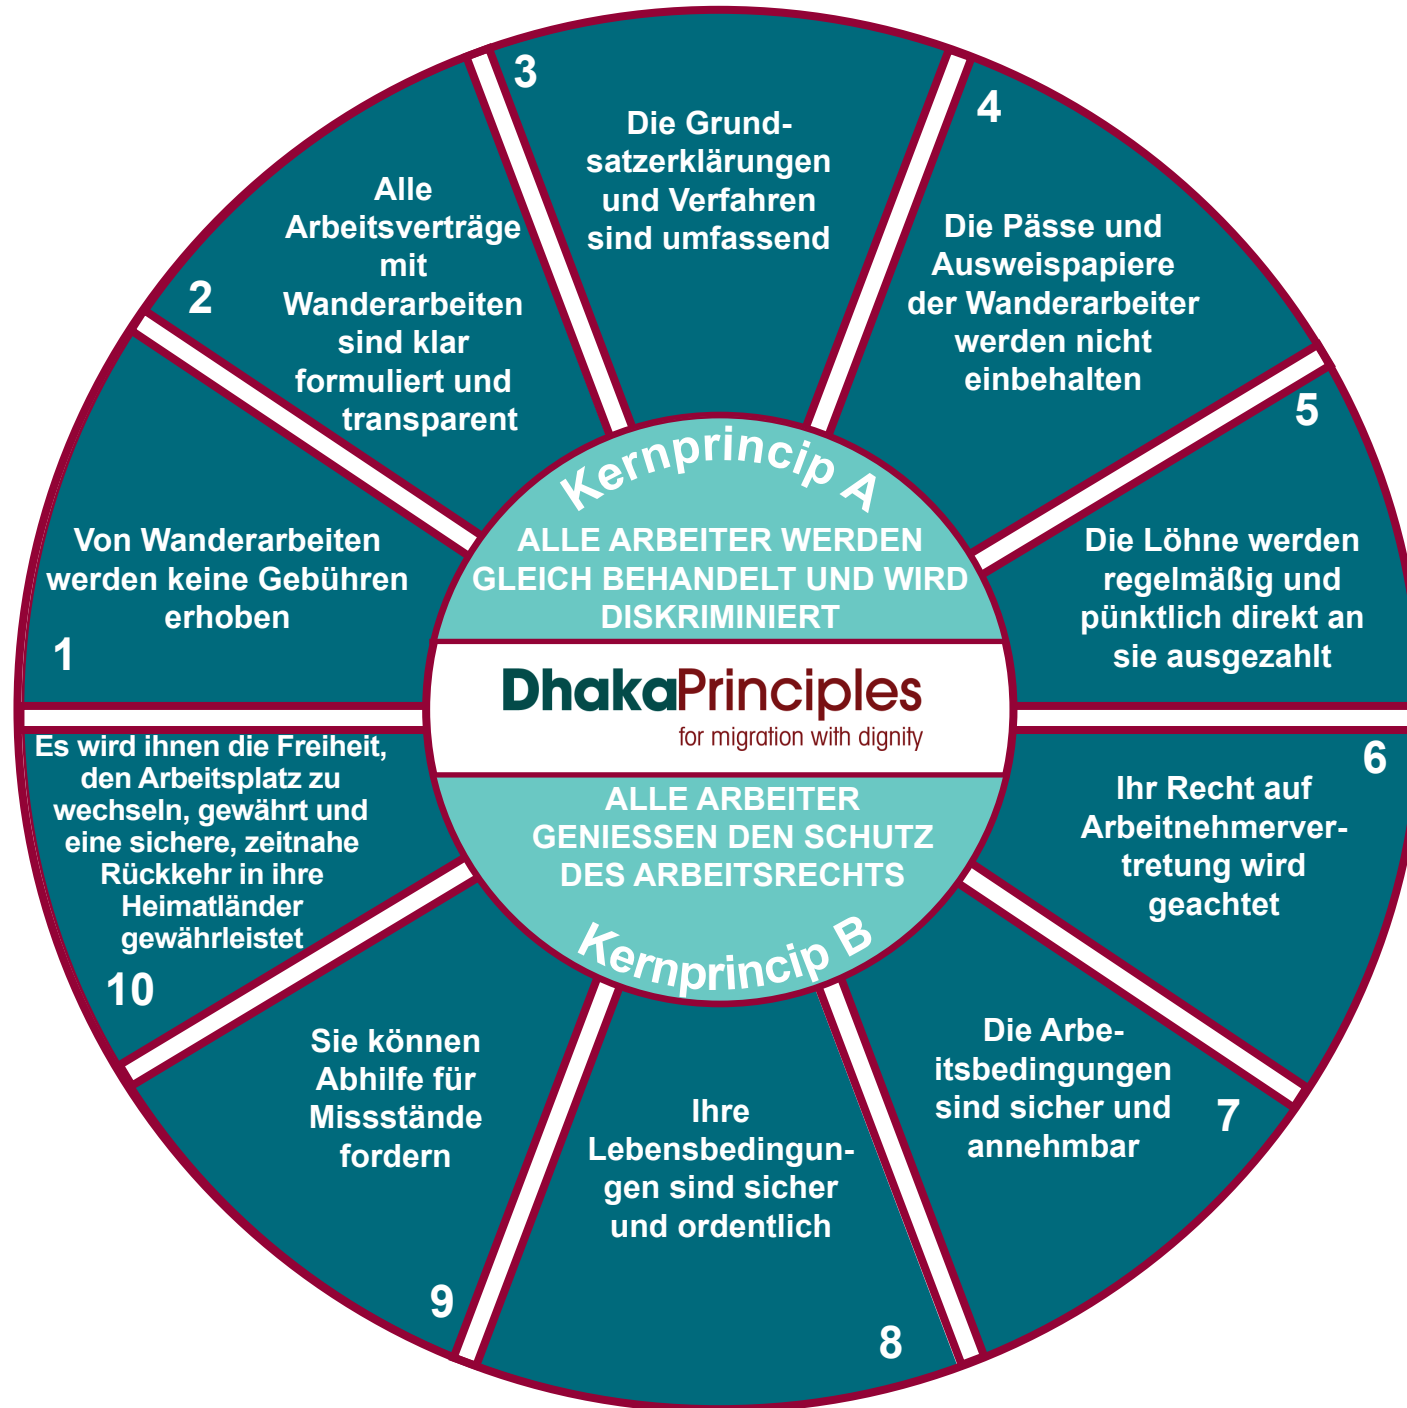 3
Die Grund-
satzerklärungen
und Verfahren
sind umfassend
4
Die Pässe und
Ausweispapiere
der Wanderarbeiter
werden nicht
einbehalten
2
Alle
Arbeitsverträge
mit
Wanderarbeiten
sind klar
formuliert und
transparent
5
Die Löhne werden
regelmäßig und
pünktlich direkt an
sie ausgezahlt
1
Von Wanderarbeiten
werden keine Gebühren
erhoben
Kernprincip A
ALLE ARBEITER WERDEN
GLEICH BEHANDELT UND WIRD
DISKRIMINIERT
DhakaPrinciples
for migration with dignity
ALLE ARBEITER
GENIESSEN DEN SCHUTZ
DES ARBEITSRECHTS
Kernprincip B
6
Ihr Recht auf
Arbeitnehmerver-
tretung wird
geachtet
Es wird ihnen die Freiheit,
den Arbeitsplatz zu
wechseln, gewährt und
eine sichere, zeitnahe
Rückkehr in ihre
Heimatländer
gewährleistet
10
Die Arbe-
itsbedingungen
sind sicher und
annehmbar
7
Sie können
Abhilfe für
Missstände
fordern
9
Ihre
Lebensbedingun-
gen sind sicher
und ordentlich
8